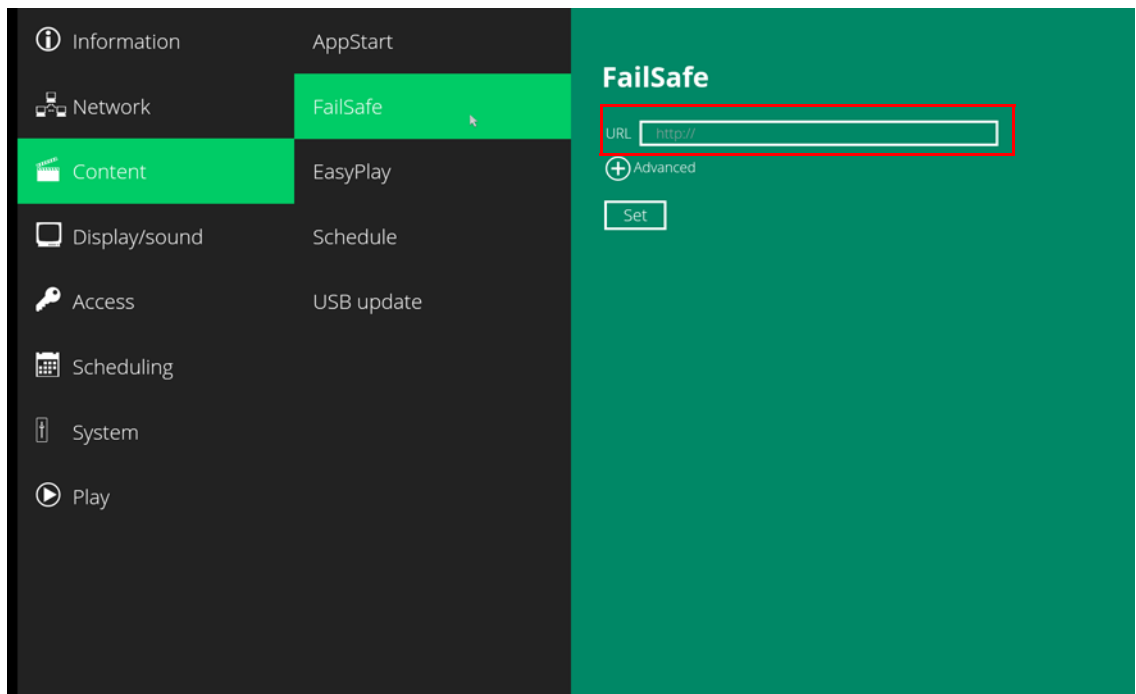 Information
Network
Content
Display/sound
Access
Scheduling
System
Play
AppStart
FailSafe
EasyPlay
Schedule
USB update
FailSafe
URL http://
Advanced
Set